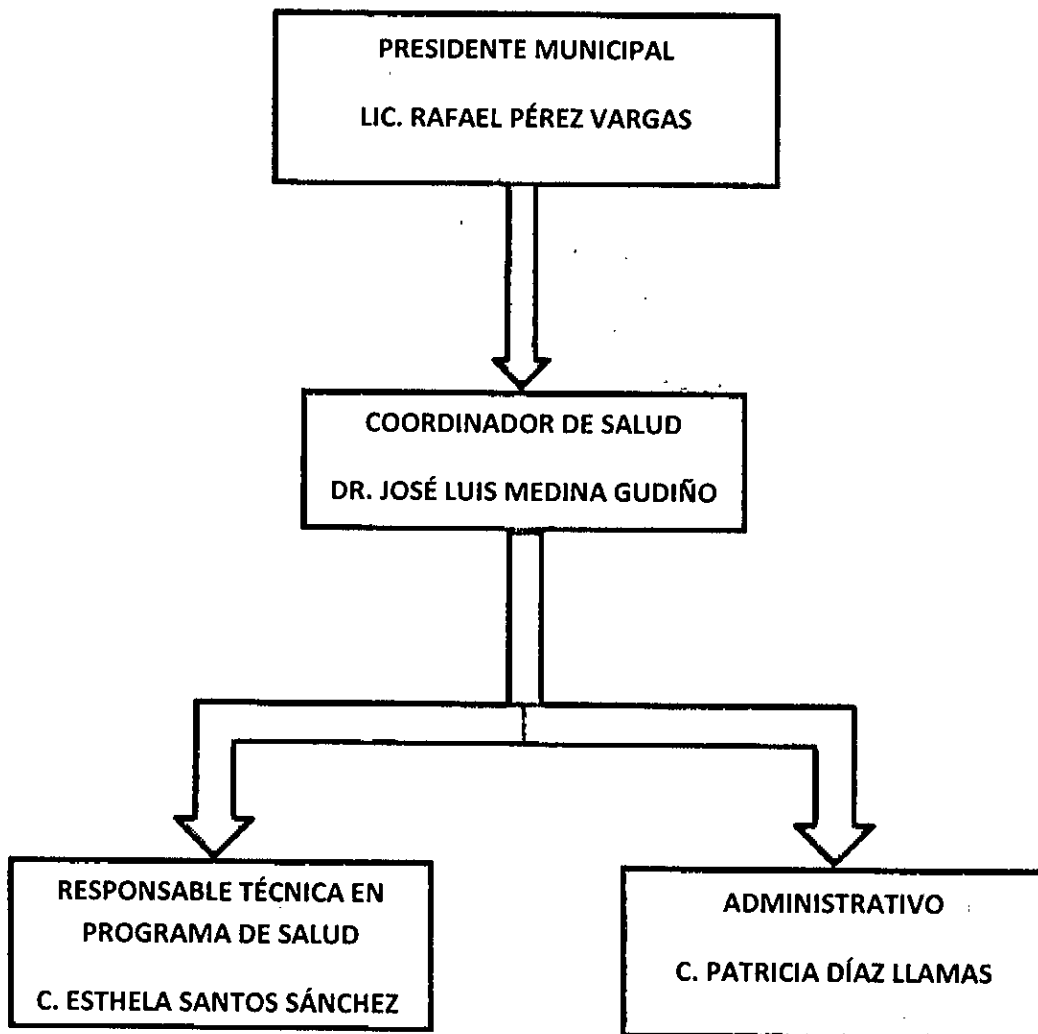 PRESIDENTE MUNICIPAL
LIC. RAFAEL PÉREZ VARGAS
COORDINADOR DE SALUD
DR. JOSÉ LUIS MEDINA GUDIÑO
RESPONSABLE TÉCNICA EN
PROGRAMA DE SALUD
C. ESTHELA SANTOS SÁNCHEZ
ADMINISTRATIVO
C. PATRICIA DÍAZ LLAMAS